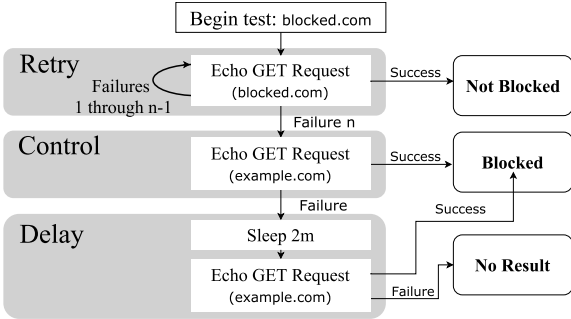 Begin test: blocked.com
Retry
Failures
1 through n-1
Echo GET Request
(blocked.com)
Success
Not Blocked
Failure n
Control
Echo GET Request
(example.com)
Success
Blocked
Failure
Success
Delay
Sleep 2m
Echo GET Request
(example.com)
Failure
No Result